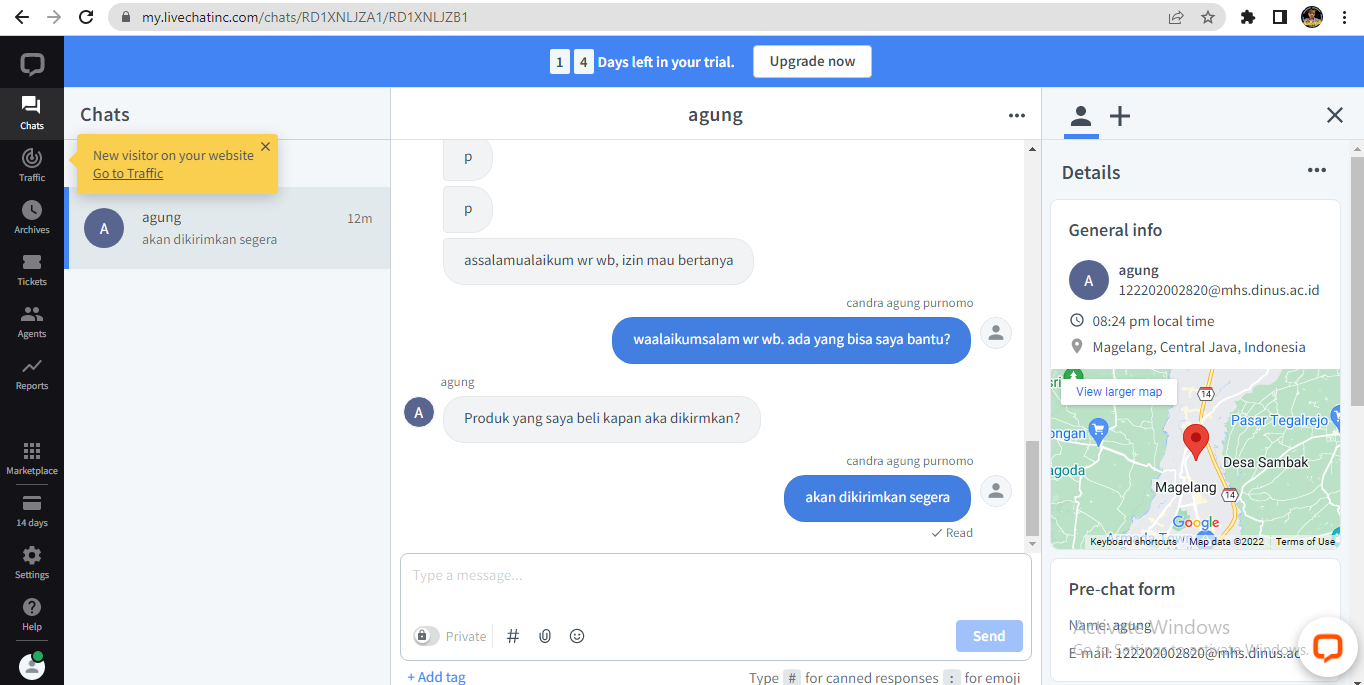 my.livechatinc.com/chats/RD1XNLJZA1/RD1XNLJZB1
1 4 Days left in your trial. Upgrade now
Chats
Traffic
Archives
Tickets
Agents
Reports
Marketplace
14 days
Settings
Help
Chats
New visitor on your website
Go to Traffic
A
agung
12m
akan dikirimkan segera
agung
p
p
assalamualaikum wr wb, izin mau bertanya
candra agung purnomo
waalaikumsalam wr wb. ada yang bisa saya bantu?
agung
A
Produk yang saya beli kapan aka dikirmkan?
candra agung purnomo
akan dikirimkan segera
Read
Type a message...
Private
Send
+ Add tag
Type # for canned responses : for emoji
Details
General info
A
agung
122202002820@mhs.dinus.ac.id
08:24 pm local time
Magelang, Central Java, Indonesia
View larger map
14
Pasar Tegalrejo
ongan
agoda
Desa Sambak
Magelang
14
Google
Keyboard shortcuts Map data ©2022 Terms of Use
Pre-chat form
Name: agung
Activate Windows
Go to Settings to activate Windows.
E-mail: 122202002820@mhs.dinus.ac